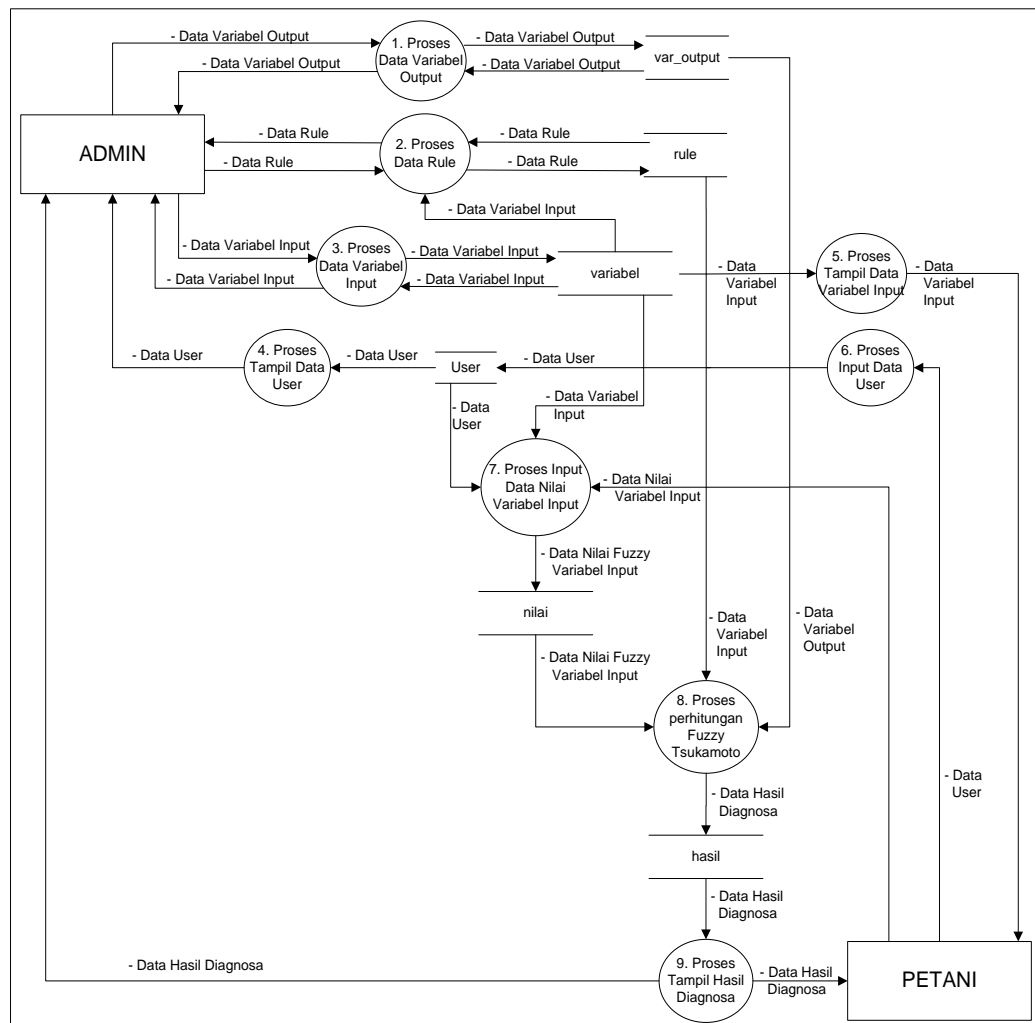 - Data Variabel Output
- Data Variabel Output
1. Proses
Data Variabel
Output
- Data Variabel Output
- Data Variabel Output
var_output
ADMIN
- Data Rule
- Data Rule
2. Proses
Data Rule
- Data Rule
- Data Rule
rule
- Data Variabel Input
- Data Variabel Input
- Data Variabel Input
3. Proses
Data Variabel
Input
- Data Variabel Input
- Data Variabel Input
variabel
- Data
Variabel
Input
5. Proses
Tampil Data
Variabel Input
- Data
Variabel
Input
- Data User
4. Proses
Tampil Data
User
- Data User
User
- Data User
6. Proses
Input Data
User
- Data
User
- Data Variabel
Input
7. Proses Input
Data Nilai
Variabel Input
- Data Nilai
Variabel Input
- Data Nilai Fuzzy
Variabel Input
nilai
- Data Nilai Fuzzy
Variabel Input
- Data
Variabel
Input
- Data
Variabel
Output
8. Proses
perhitungan
Fuzzy
Tsukamoto
- Data
User
- Data Hasil
Diagnosa
hasil
- Data Hasil
Diagnosa
- Data Hasil Diagnosa
9. Proses
Tampil Hasil
Diagnosa
- Data Hasil
Diagnosa
PETANI